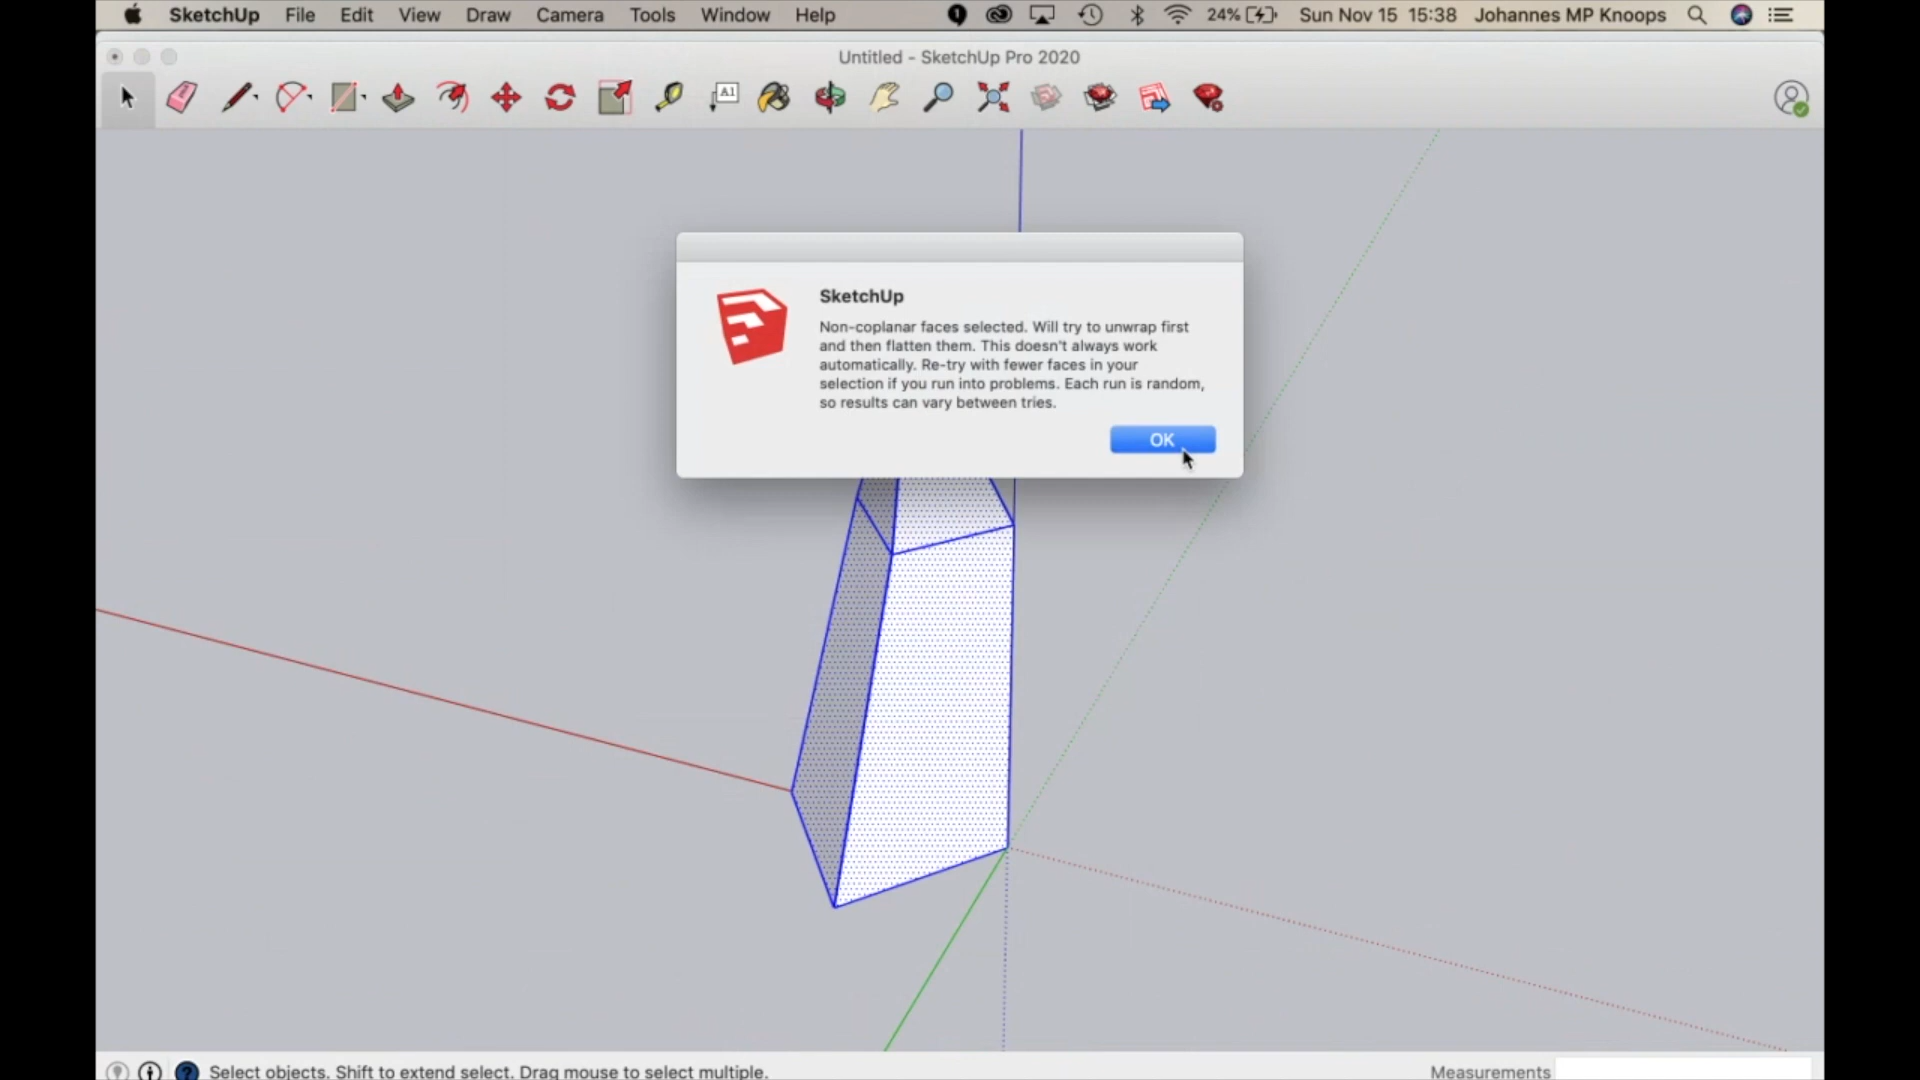 SketchUp File Edit View Draw Camera Tools Window Help 24% Sun Nov 15 15:38 Johannes MP Knoops
Untitled - SketchUp Pro 2020
A1
SketchUp
Non-coplanar faces selected. Will try to unwrap first
and then flatten them. This doesn't always work
automatically. Re-try with fewer faces in your
selection if you run into problems. Each run is random,
so results can vary between tries.
OK
Select objects. Shift to extend select. Drag mouse to select multiple.
Measurements